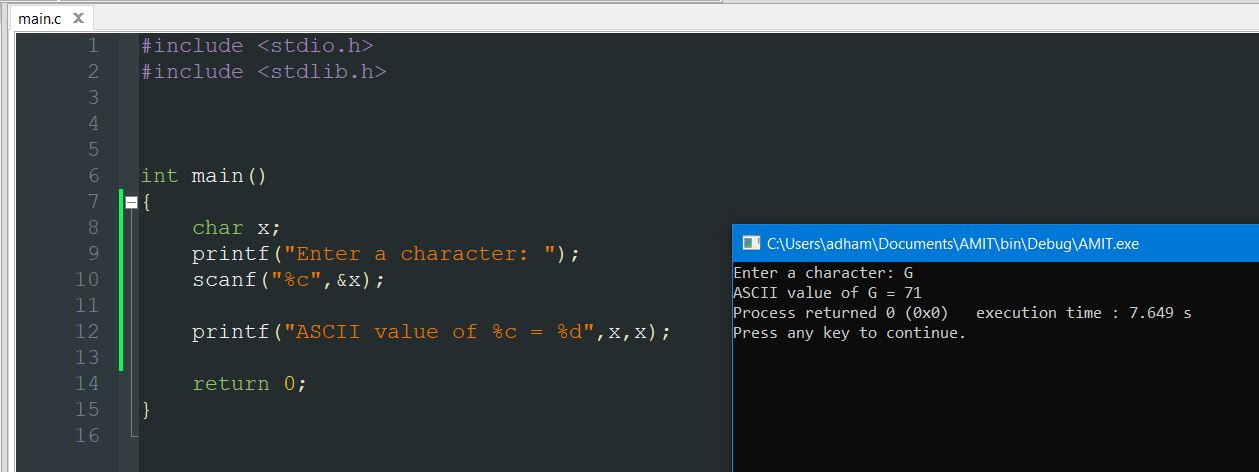 main.c
1 #include <stdio.h>
2 #include <stdlib.h>
3
4
5
6 int main()
7 {
8 char x;
9 printf("Enter a character: ");
10 scanf("%c",&x);
11
12 printf("ASCII value of %c = %d",x,x);
13
14 return 0;
15 }
16
C:\Users\adham\Documents\AMIT\bin\Debug\AMIT.exe
Enter a character: G
ASCII value of G = 71
Process returned 0 (0x0)   execution time : 7.649 s
Press any key to continue.